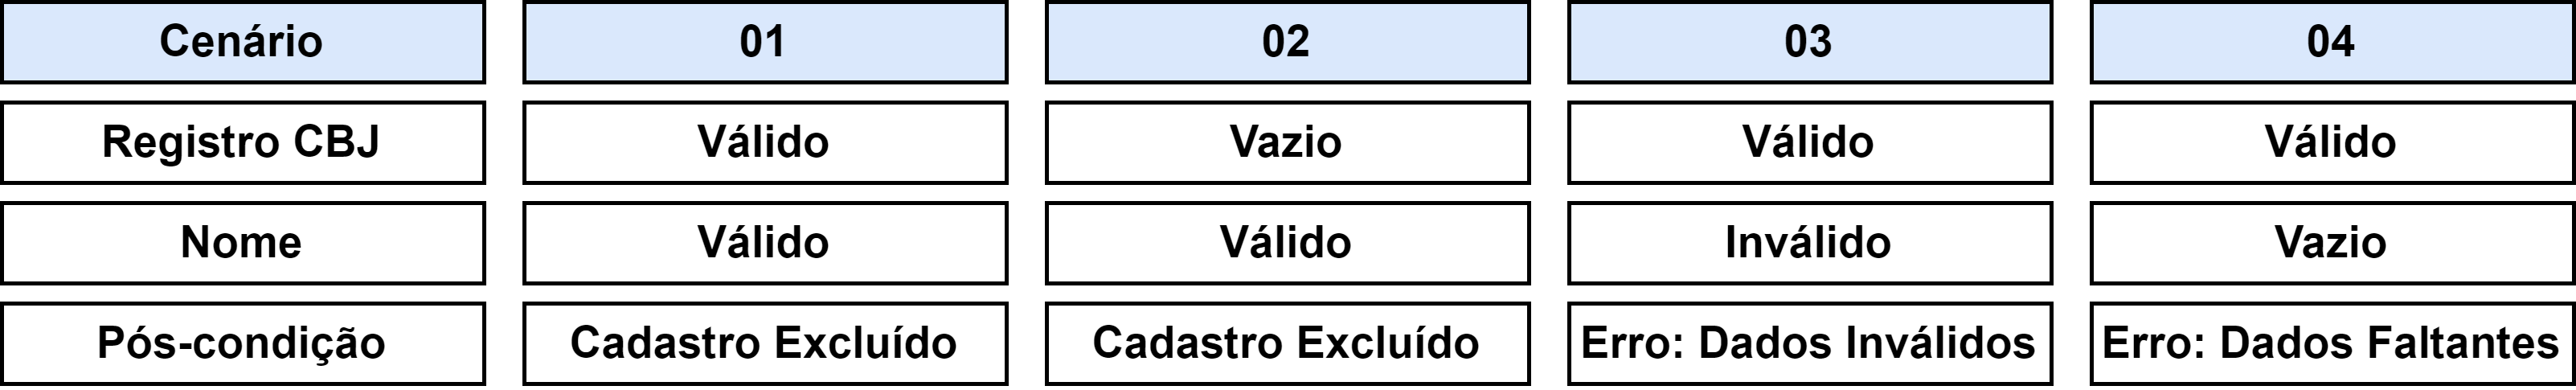 Cenário 01 02 03 04
Registro CBJ Válido Vazio Válido Válido
Nome Válido Válido Inválido Vazio
Pós-condição Cadastro Excluído Cadastro Excluído Erro: Dados Inválidos Erro: Dados Faltantes